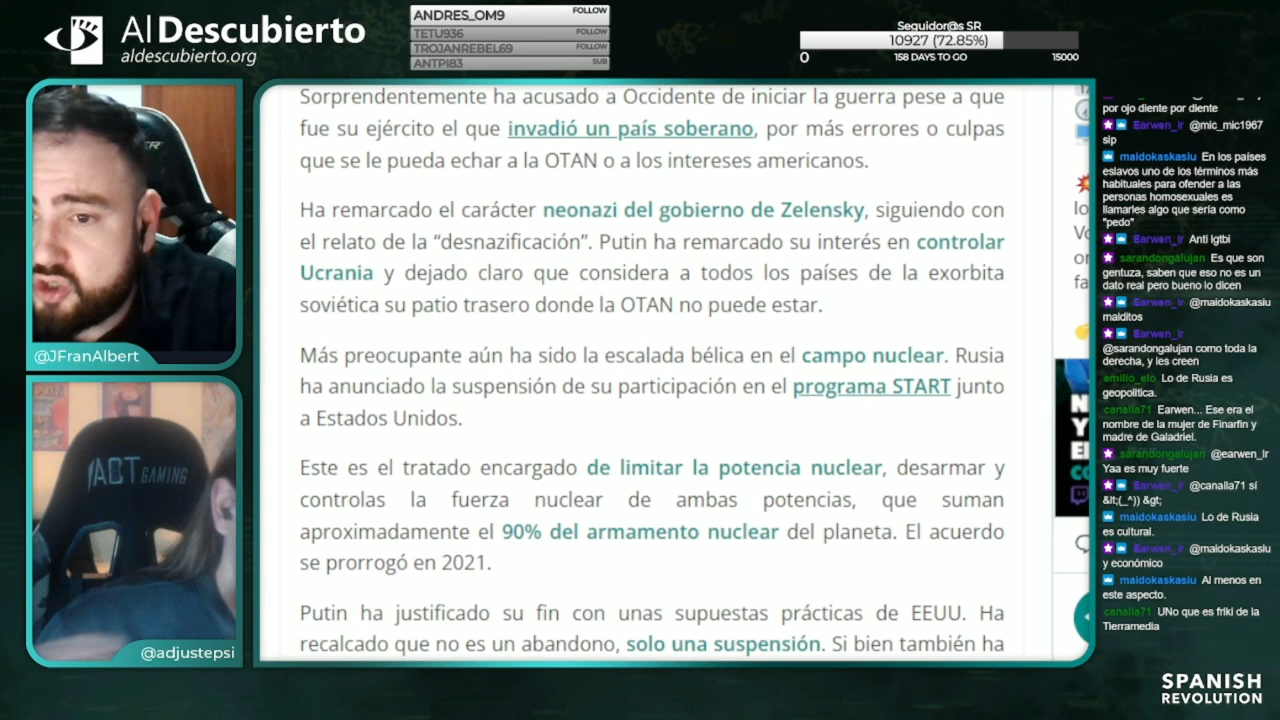 Al Descubierto
aldescubierto.org
ANDRES_OM9 FOLLOW
TETU936 FOLLOW
TROJANREBEL69 FOLLOW
ANTPI83 SUB
Seguidor@s SR
10927 (72.85%)
0 158 DAYS TO GO 15000
@JFranAlbert
ACT GAMING
@adjustepsi
Sorprendentemente ha acusado a Occidente de iniciar la guerra pese a que
fue su ejército el que invadió un país soberano, por más errores o culpas
que se le pueda echar a la OTAN o a los intereses americanos.
Ha remarcado el carácter neonazi del gobierno de Zelensky, siguiendo con
el relato de la “desnazificación”. Putin ha remarcado su interés en controlar
Ucrania y dejado claro que considera a todos los países de la exorbita
soviética su patio trasero donde la OTAN no puede estar.
Más preocupante aún ha sido la escalada bélica en el campo nuclear. Rusia
ha anunciado la suspensión de su participación en el programa START junto
a Estados Unidos.
Este es el tratado encargado de limitar la potencia nuclear, desarmar y
controlas la fuerza nuclear de ambas potencias, que suman
aproximadamente el 90% del armamento nuclear del planeta. El acuerdo
se prorrogó en 2021.
Putin ha justificado su fin con unas supuestas prácticas de EEUU. Ha
recalcado que no es un abandono, solo una suspensión. Si bien también ha
por ojo diente por diente
Earwen_Ir @mic_mic1967
sip
maidokaskasiu En los países
eslavos uno de los términos más
habituales para ofender a las
personas homosexuales es
llamarles algo que sería como
"pedo"
Earwen_Ir Anti lgtbi
sarandongalujan Es que son
gentuza, saben que eso no es un
dato real pero bueno lo dicen
Earwen_Ir @maidokaskasiu
malditos
Earwen_Ir
@sarandongalujan como toda la
derecha, y les creen
emilio_elo Lo de Rusia es
geopolitica.
canalla71 Earwen... Ese era el
nombre de la mujer de Finarfin y
madre de Galadriel.
sarandongalujan @earwen_Ir
Yaa es muy fuerte
Earwen_Ir @canalla71 sí
&lt;(_^)) &gt;
maidokaskasiu Lo de Rusia
es cultural.
Earwen_Ir @maidokaskasiu
y económico
maidokaskasiu Al menos en
este aspecto.
canalla71 UNo que es friki de la
Tierramedia
SPANISH
REVOLUTION